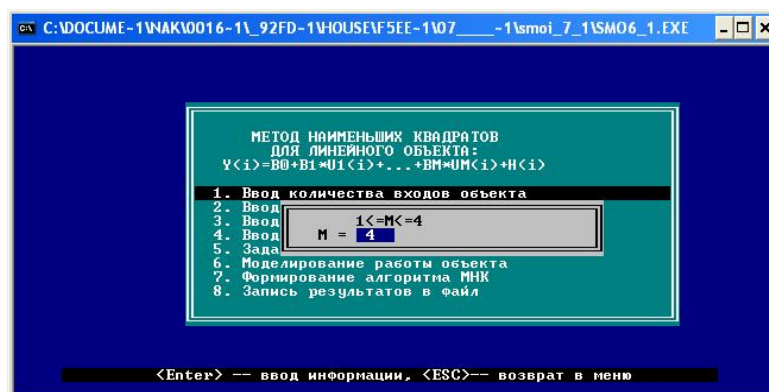 C:\DOCUME~1\NAK\0016~1\_92FD~1\HOUSE\F5EE~1\07____~1\smoi_7_1\SMO6_1.EXE
МЕТОД НАИМЕНЬШИХ КВАДРАТОВ
ДЛЯ ЛИНЕЙНОГО ОБЪЕКТА:
Y(i)=B0+B1*U1(i)+...+BM*UM(i)+H(i)
1. Ввод количества входов объекта
2. Ввод
3. Ввод
4. Ввод
5. Зада
1<=M<=4
M = 4
6. Моделирование работы объекта
7. Формирование алгоритма МНК
8. Запись результатов в файл
<Enter> -- ввод информации, <ESC>-- возврат в меню